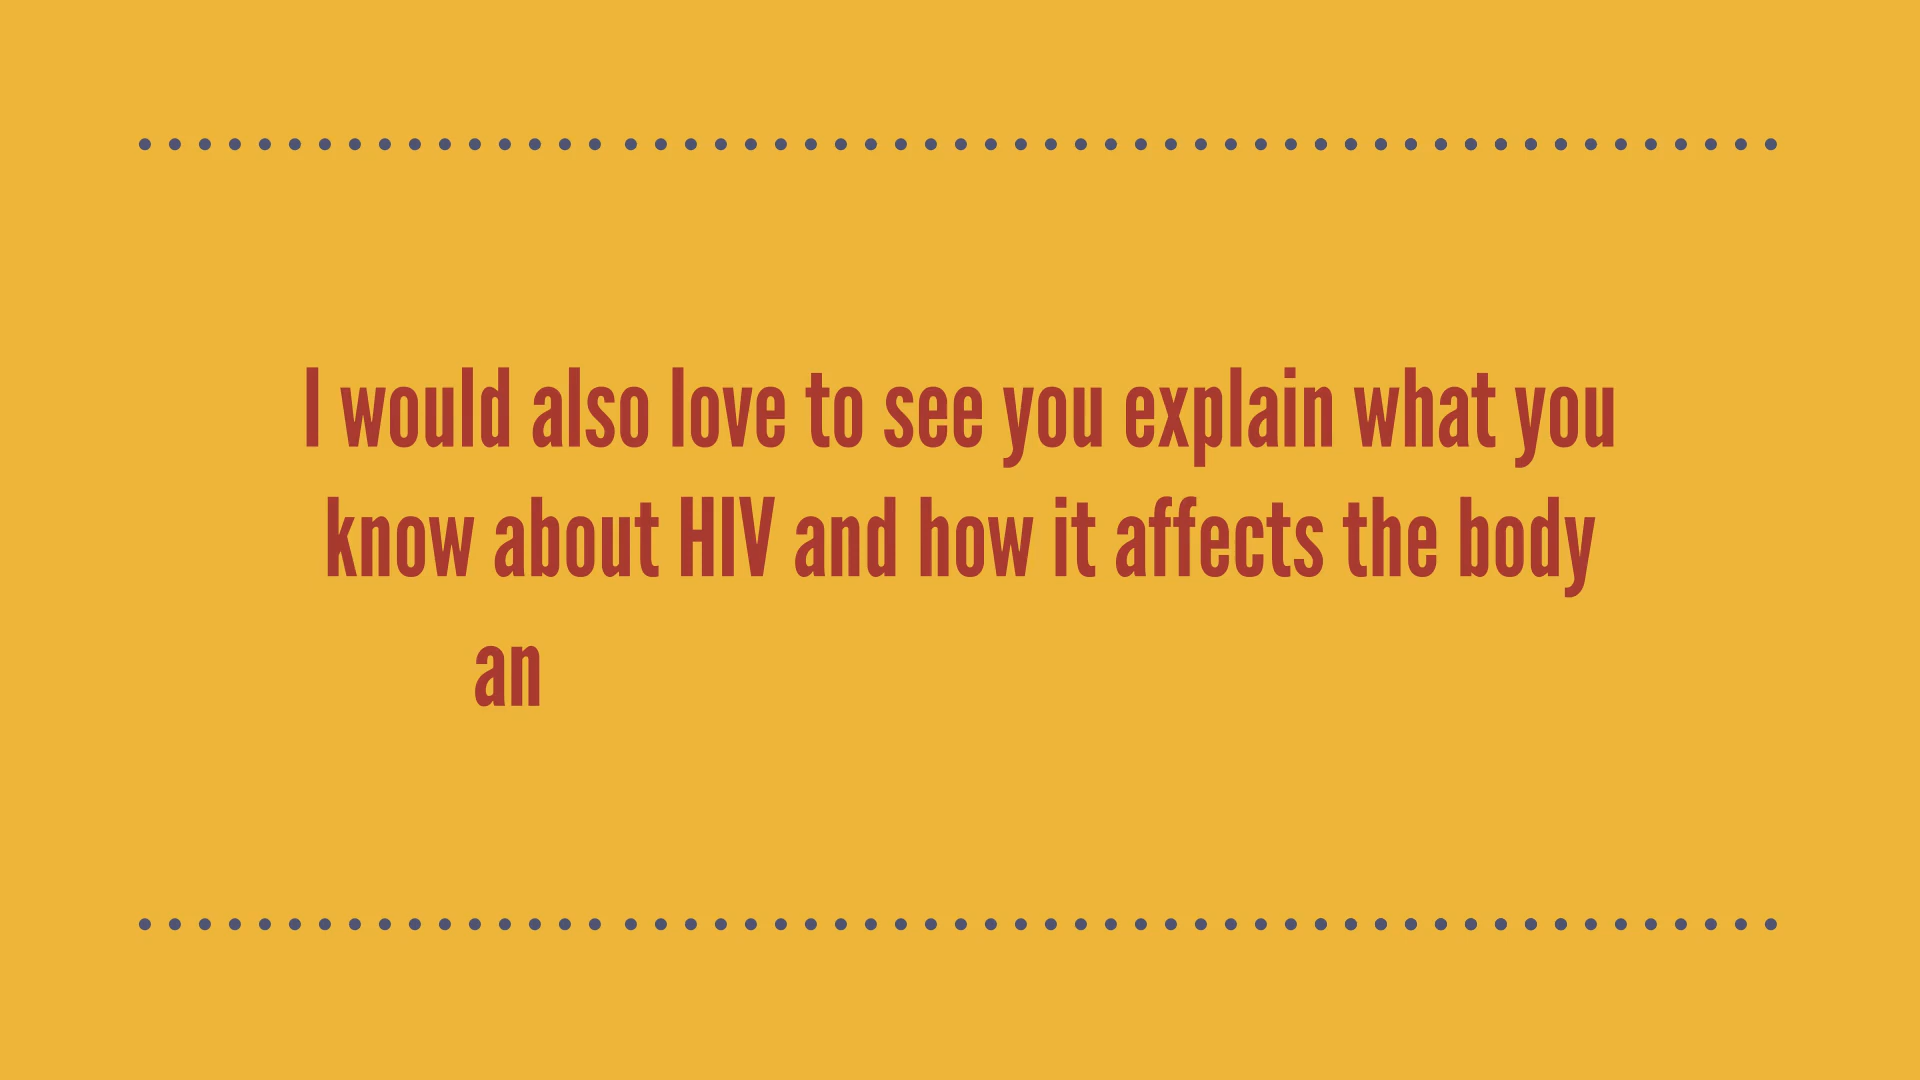 I would also love to see you explain what you
know about HIV and how it affects the body
an